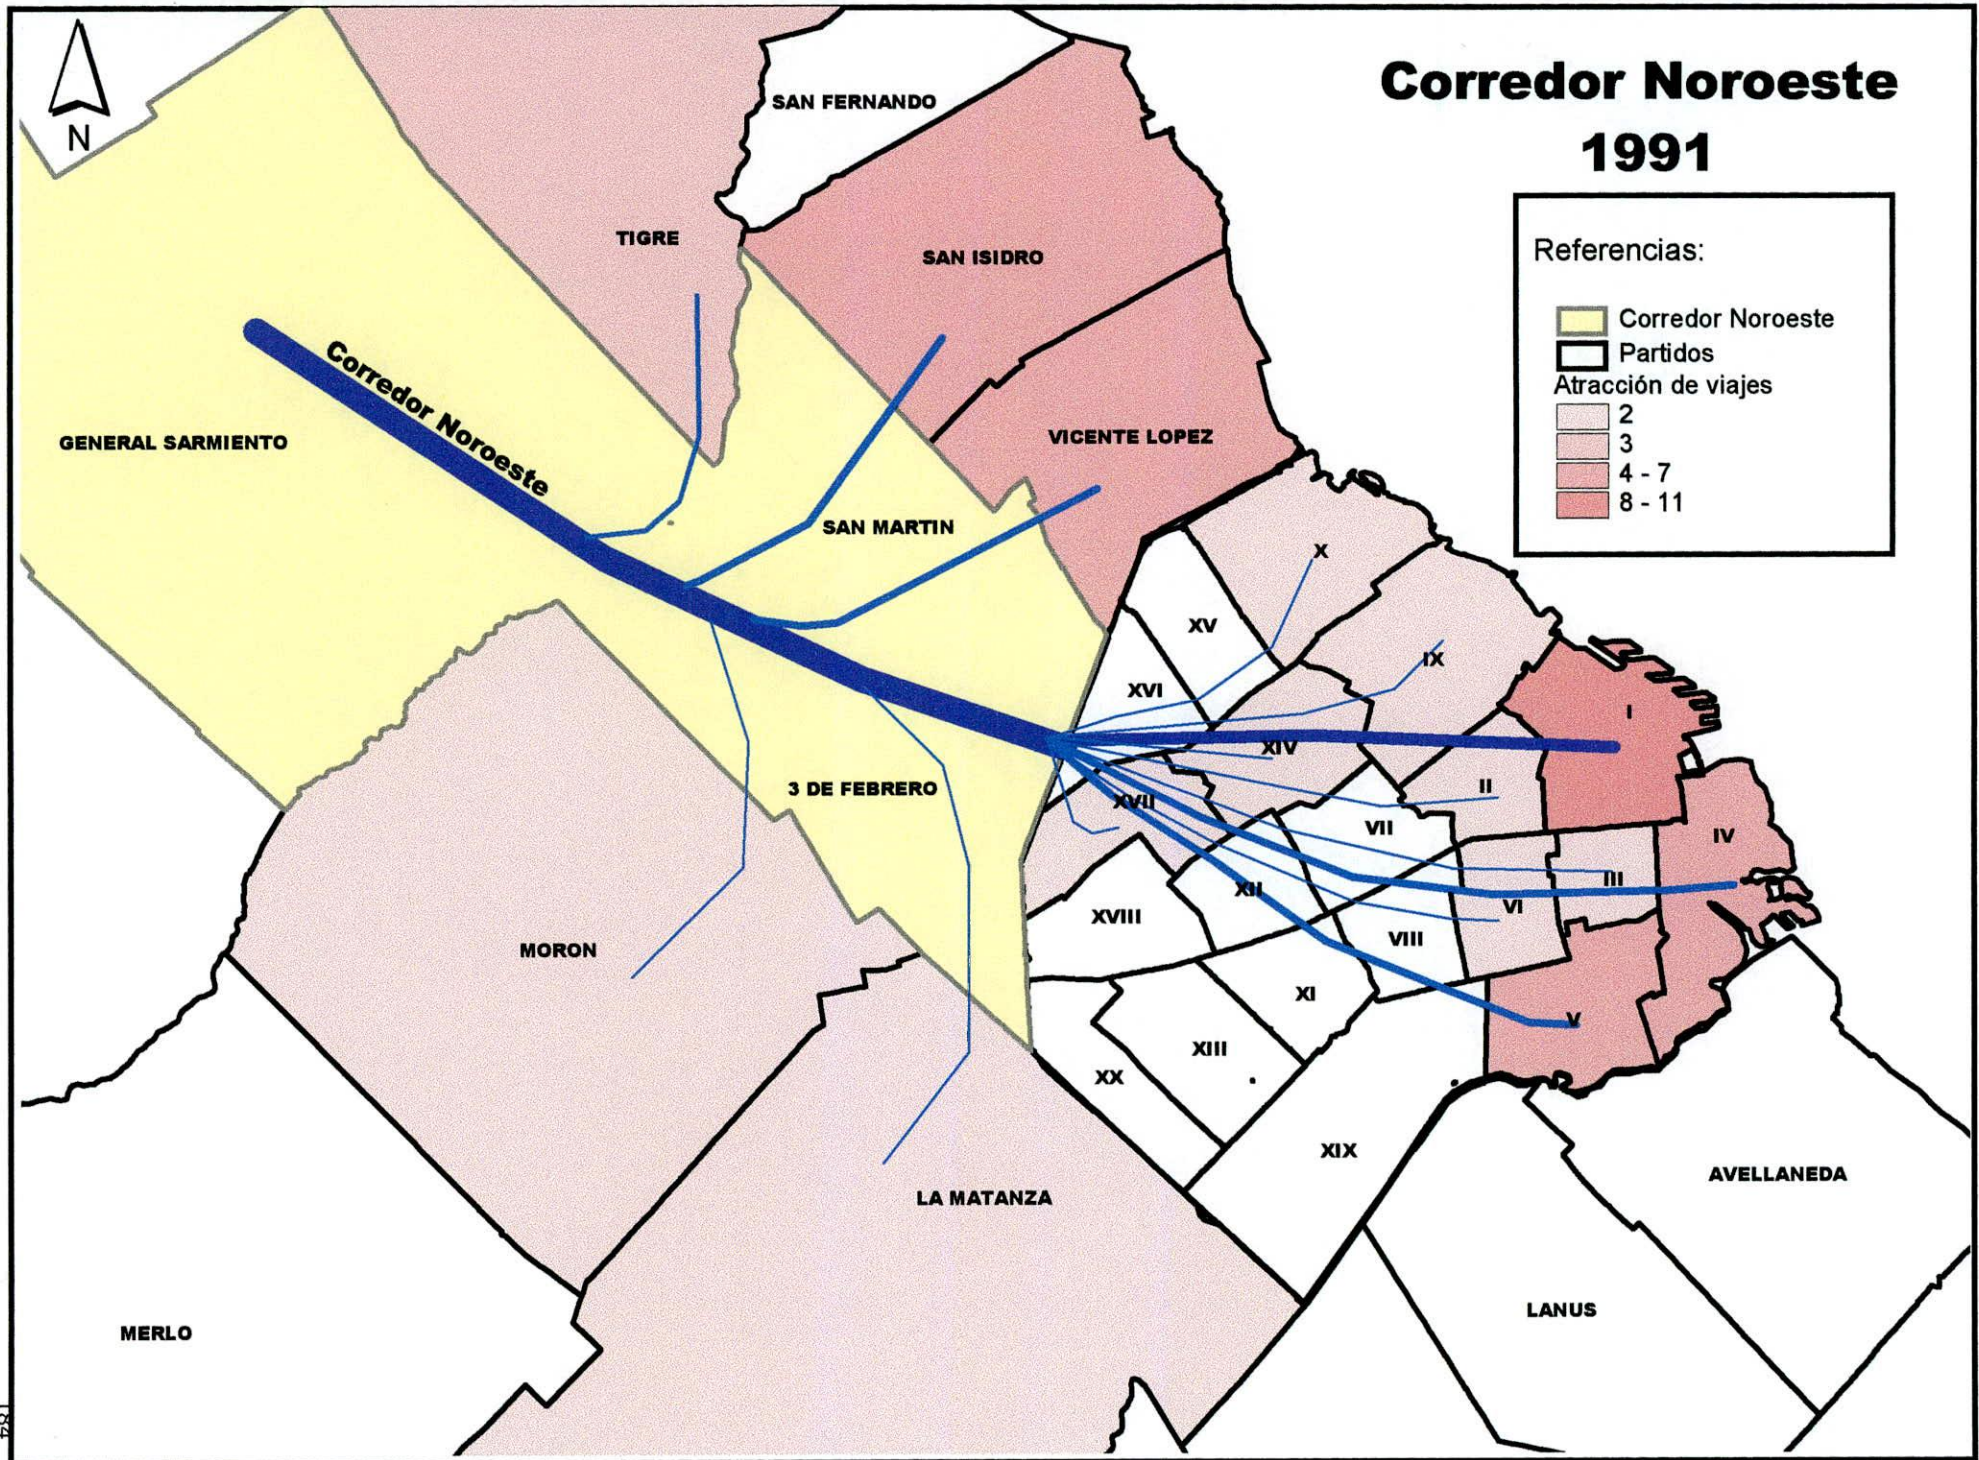 Corredor Noroeste
1991
N
SAN FERNANDO
TIGRE
SAN ISIDRO
Referencias:
Corredor Noroeste
Partidos
Atracción de viajes
2
3
4 - 7
8 - 11
Corredor Noroeste
GENERAL SARMIENTO
VICENTE LOPEZ
SAN MARTIN
X
XV
IX
XVI
I
XIV
3 DE FEBRERO
XVII
II
VII
IV
XII
III
VI
XVIII
VIII
MORON
XI
V
XIII
XX
XIX
AVELLANEDA
LA MATANZA
LANUS
MERLO
184